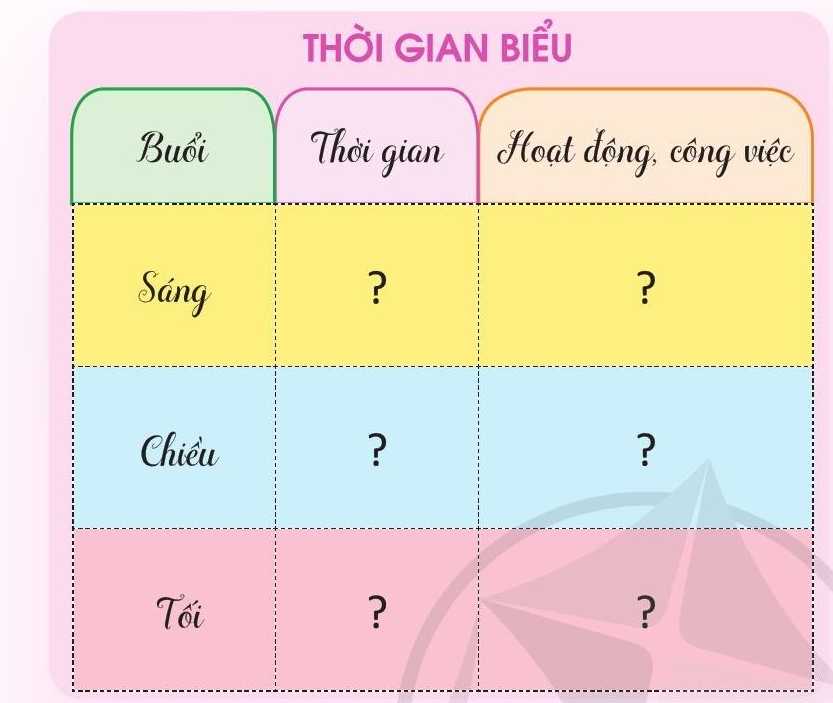 THỜI GIAN BIỂU
Buổi Thời gian Hoạt động, công việc
Sáng ? ?
Chiều ? ?
Tối ? ?